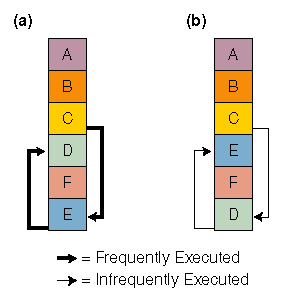 (a) (b)
A A
B B
C C
D E
F F
E D
= Frequently Executed
= Infrequently Executed